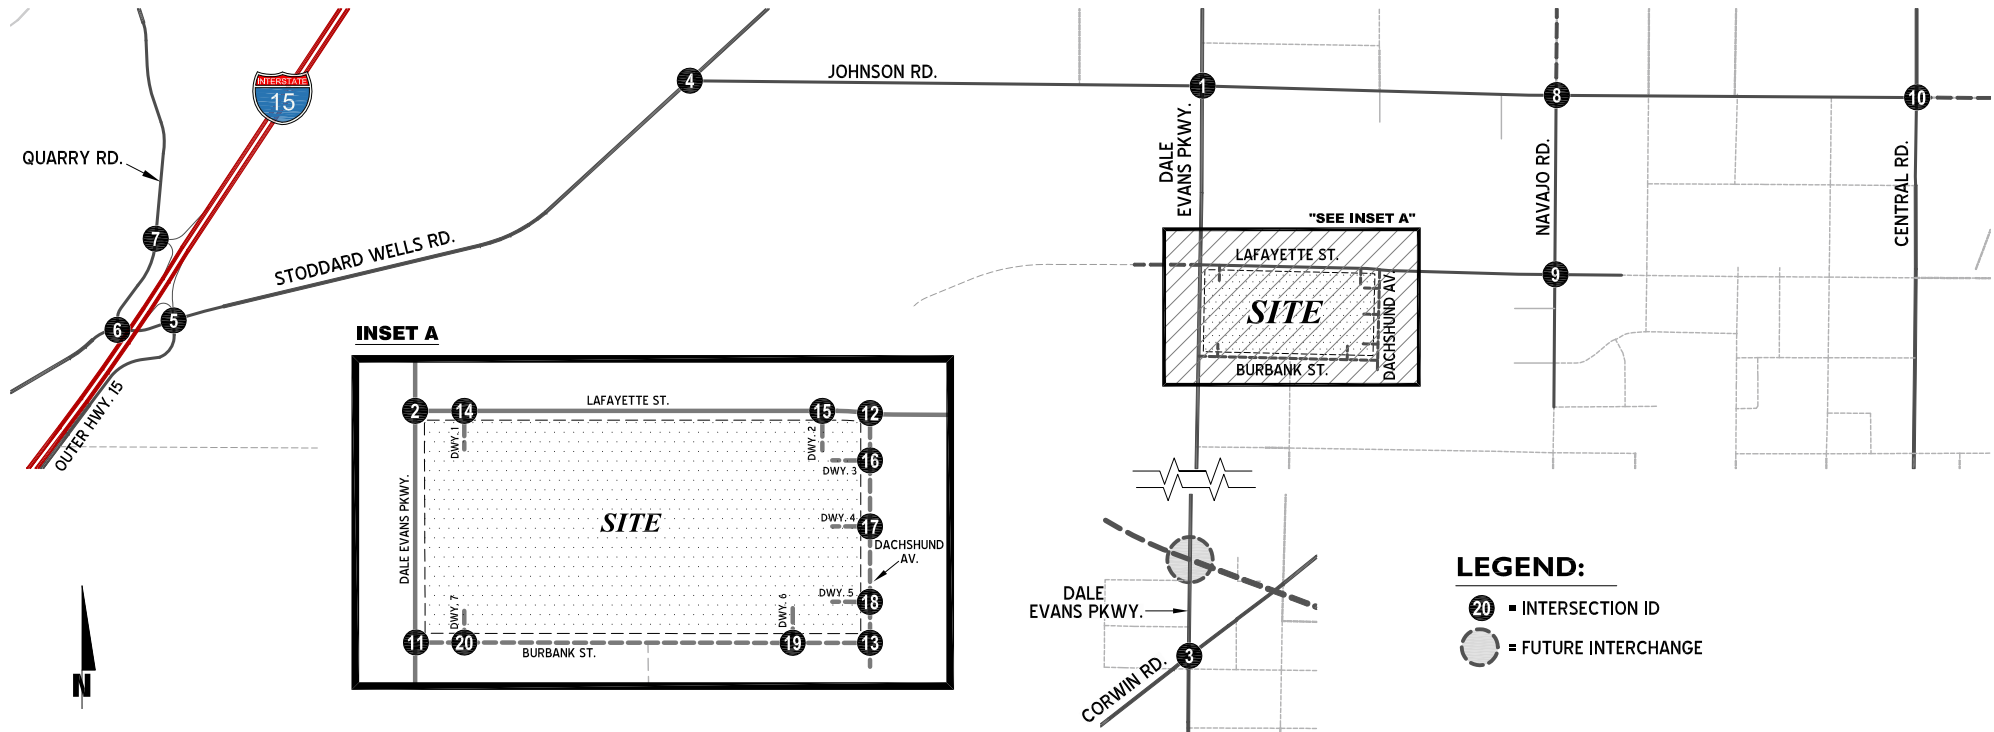 INTERSTATE
15
QUARRY RD.
7
6
5
STODDARD WELLS RD.
OUTER HWY. 15
4
JOHNSON RD.
1
8
10
DALE
EVANS PKWY.
NAVAJO RD.
CENTRAL RD.
"SEE INSET A"
LAFAYETTE ST.
SITE
DACHSHUND AV.
BURBANK ST.
9
INSET A
2
14
LAFAYETTE ST.
15
12
DWY. 1
DWY. 2
DWY. 3
16
DALE EVANS PKWY.
SITE
DWY. 4
17
DACHSHUND
AV.
DWY. 5
18
DWY. 7
DWY. 6
11
20
BURBANK ST.
19
13
N
DALE
EVANS PKWY.
3
CORWIN RD.
LEGEND:
20 = INTERSECTION ID
= FUTURE INTERCHANGE